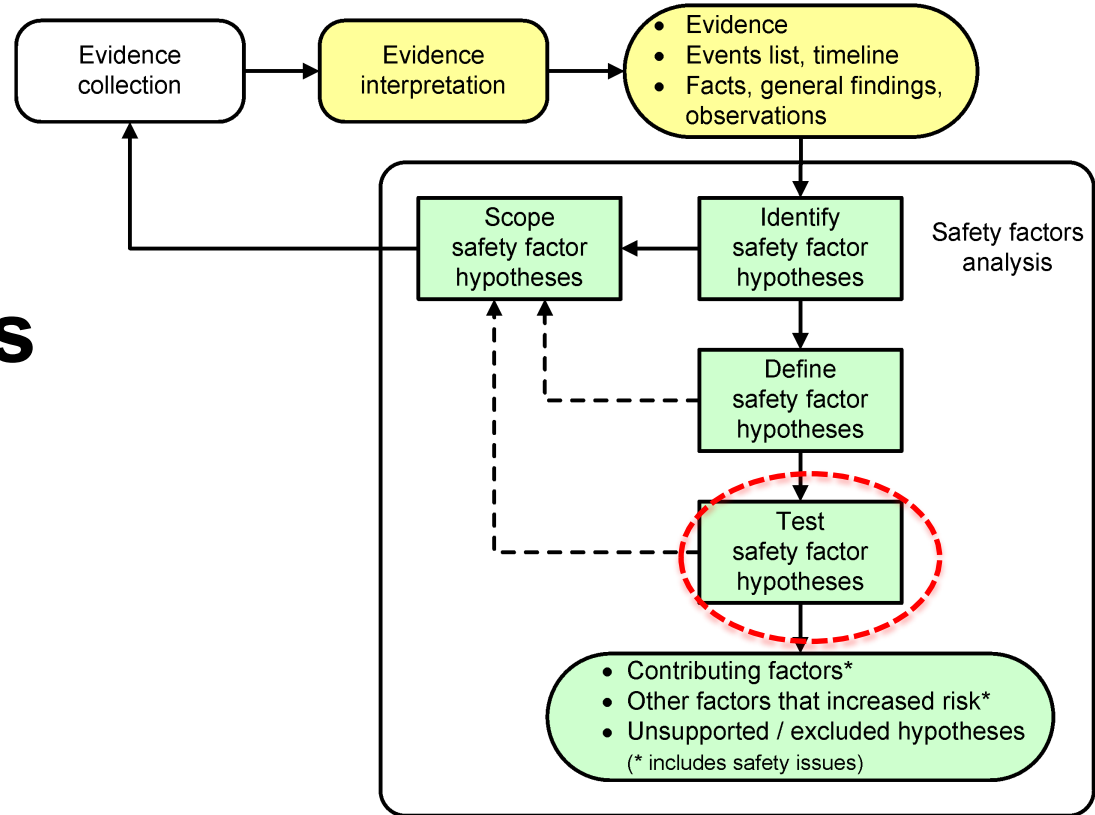 Evidence
collection
Evidence
interpretation
• Evidence
• Events list, timeline
• Facts, general findings,
observations
Scope
safety factor
hypotheses
Identify
safety factor
hypotheses
Safety factors
analysis
s
Define
safety factor
hypotheses
Test
safety factor
hypotheses
• Contributing factors*
• Other factors that increased risk*
• Unsupported / excluded hypotheses
(* includes safety issues)